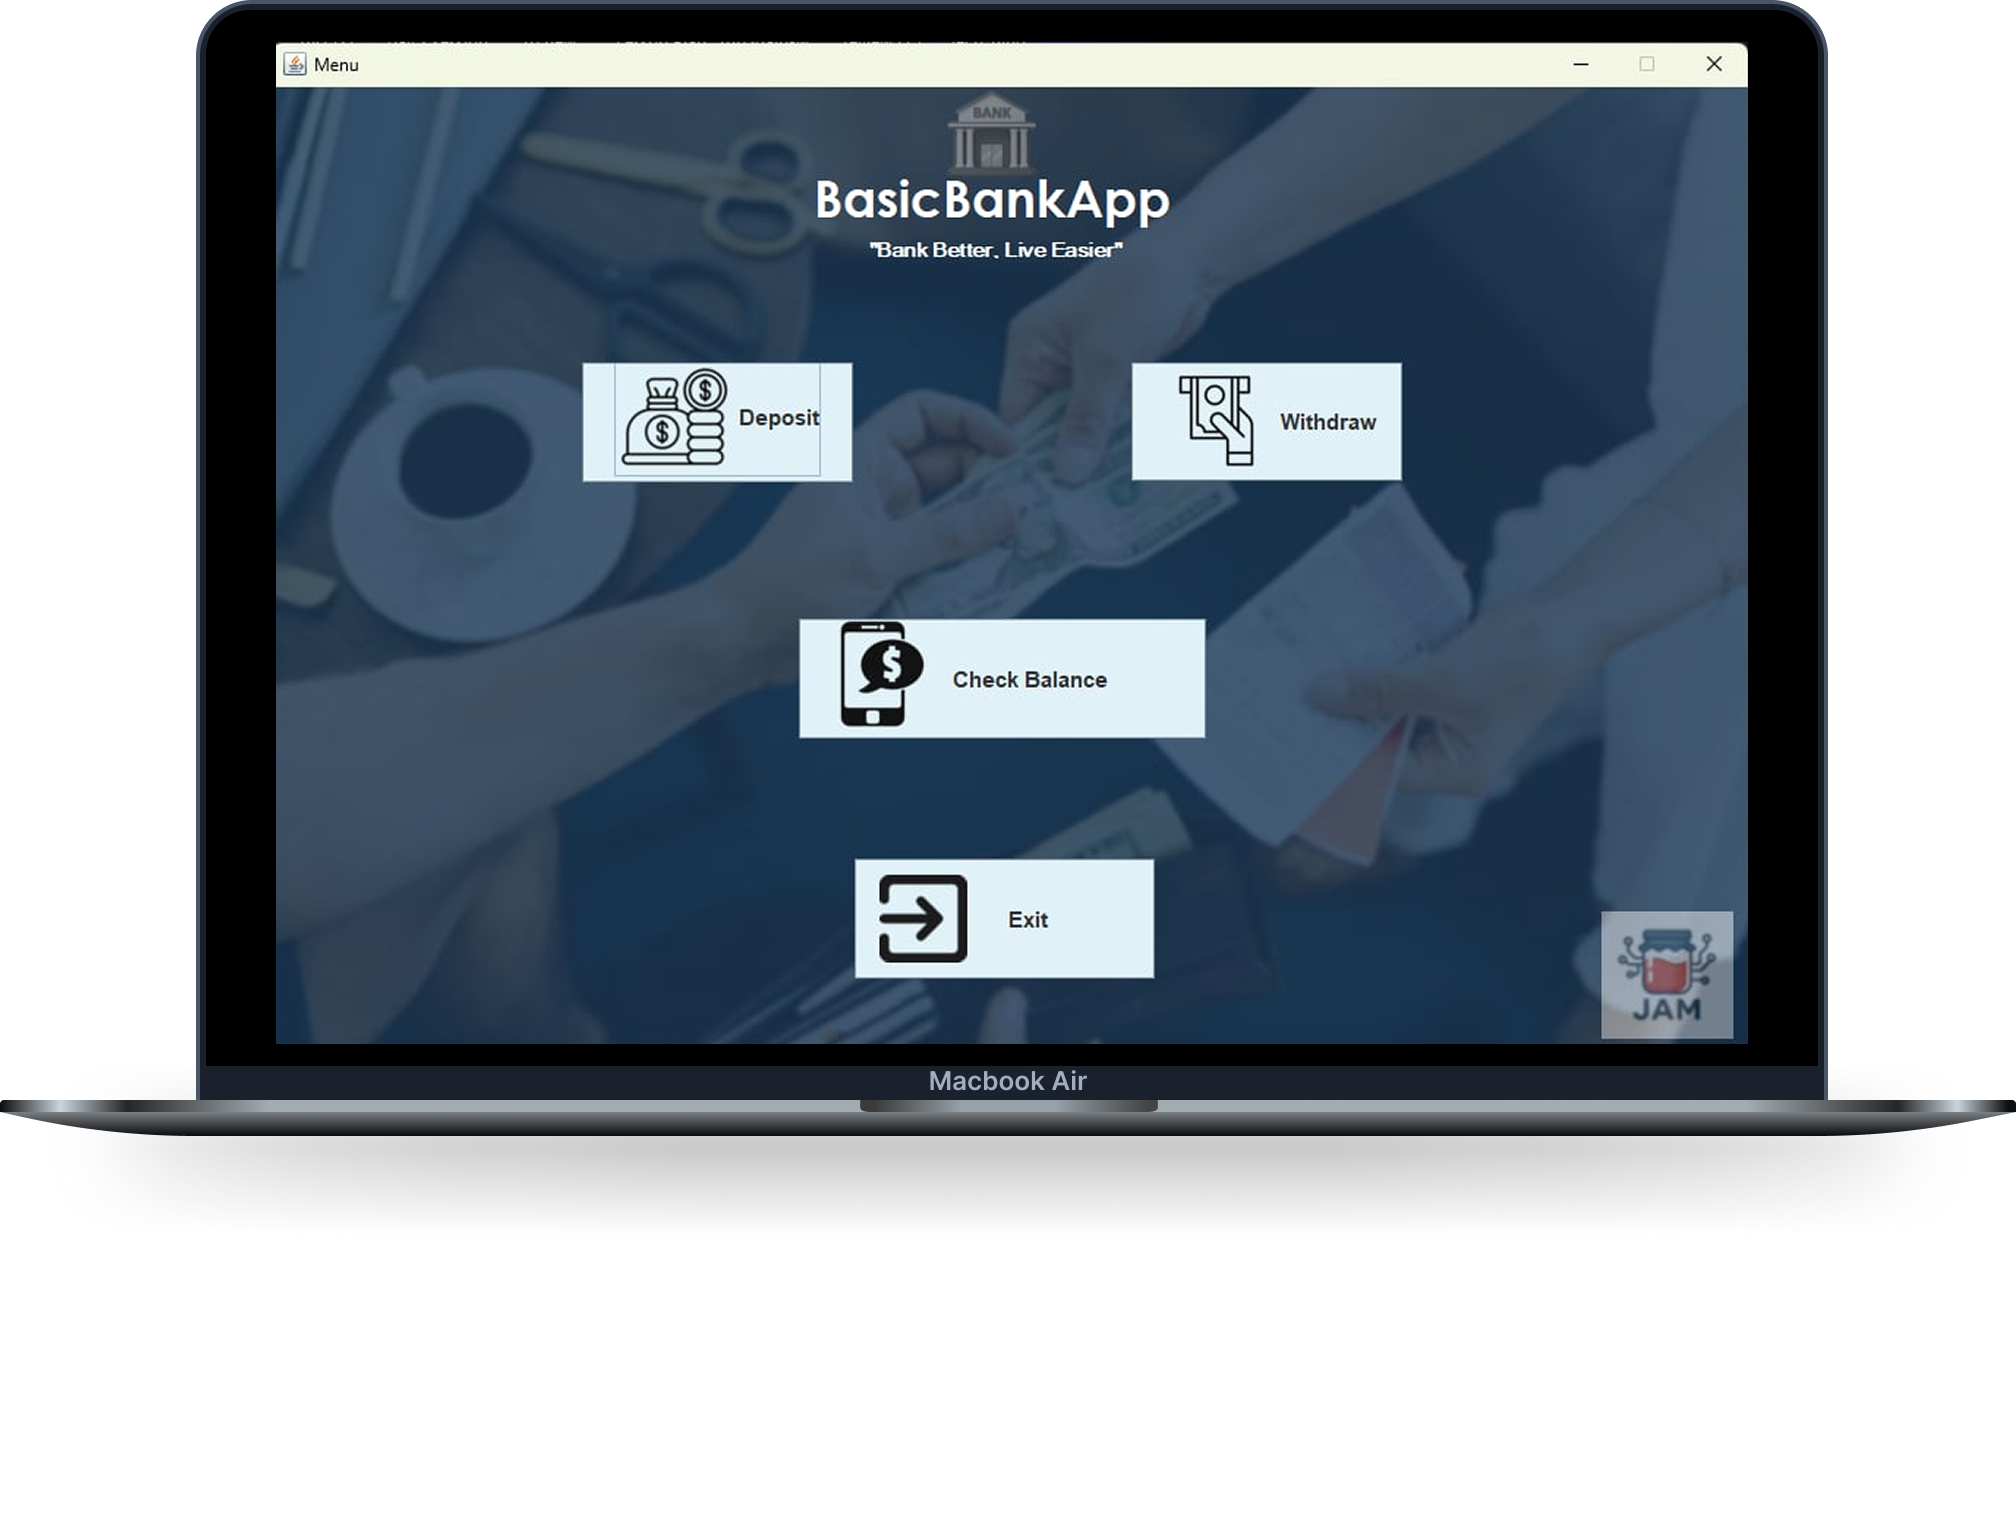 Menu
BANK
BasicBankApp
"Bank Better, Live Easier"
$
$
Deposit
Withdraw
$
Check Balance
Exit
JAM
Macbook Air